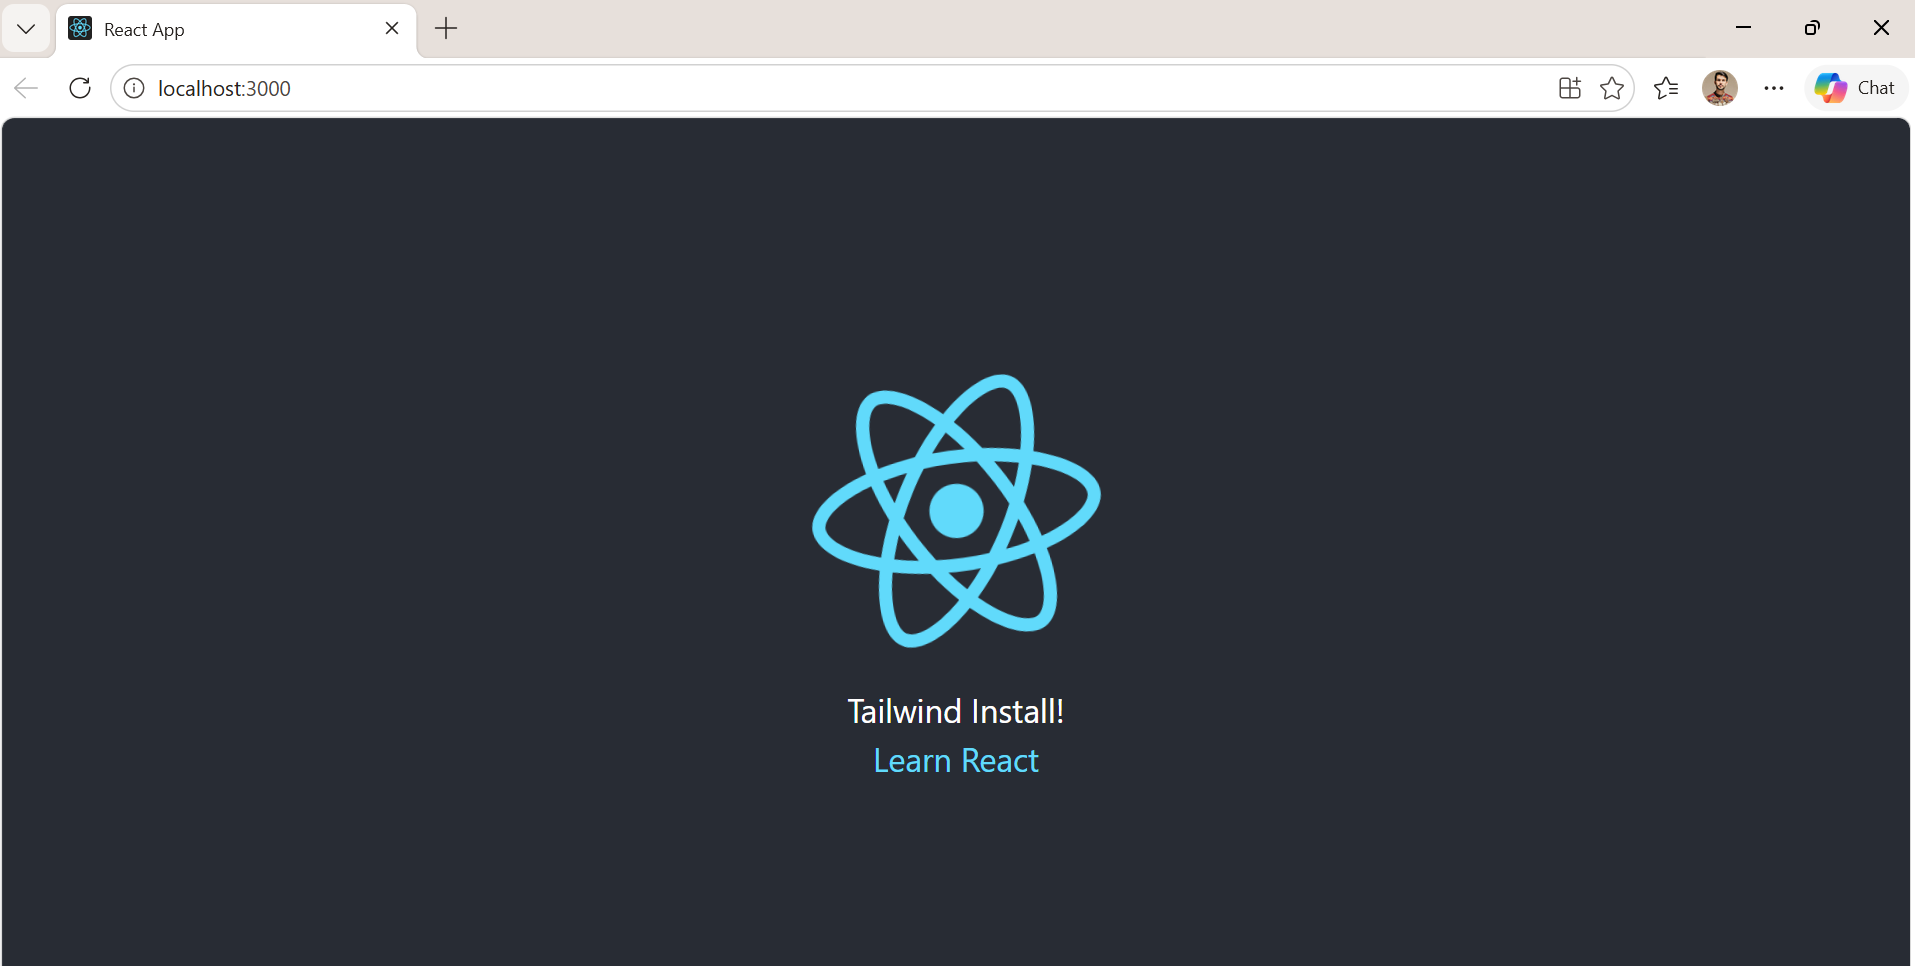 React App
localhost:3000
Chat
Tailwind Install!
Learn React